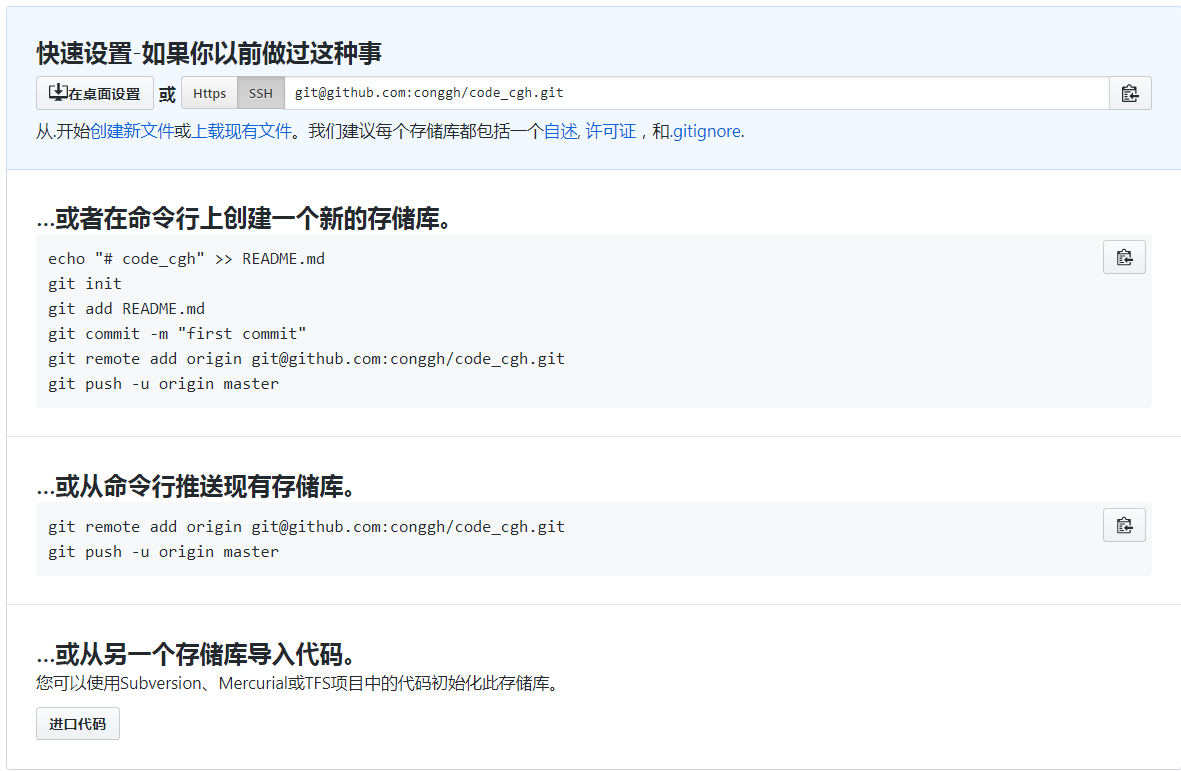 快速设置-如果你以前做过这种事
在桌面设置 或 Https SSH git@github.com:conggh/code_cgh.git
从.开始创建新文件或上载现有文件。我们建议每个存储库都包括一个自述, 许可证，和.gitignore.
...或者在命令行上创建一个新的存储库。
echo "# code_cgh" >> README.md
git init
git add README.md
git commit -m "first commit"
git remote add origin git@github.com:conggh/code_cgh.git
git push -u origin master
...或从命令行推送现有存储库。
git remote add origin git@github.com:conggh/code_cgh.git
git push -u origin master
...或从另一个存储库导入代码。
您可以使用Subversion、Mercurial或TFS项目中的代码初始化此存储库。
进口代码